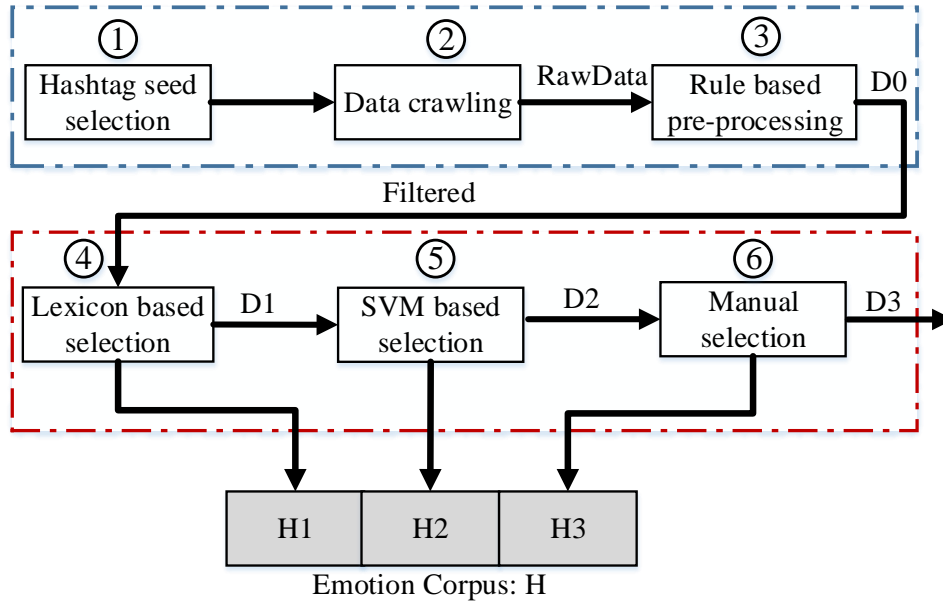 ①
②
③
Hashtag seed
selection
Data crawling
RawData
Rule based
pre-processing
D0
Filtered
④
⑤
⑥
Lexicon based
selection
D1
SVM based
selection
D2
Manual
selection
D3
H1
H2
H3
Emotion Corpus: H